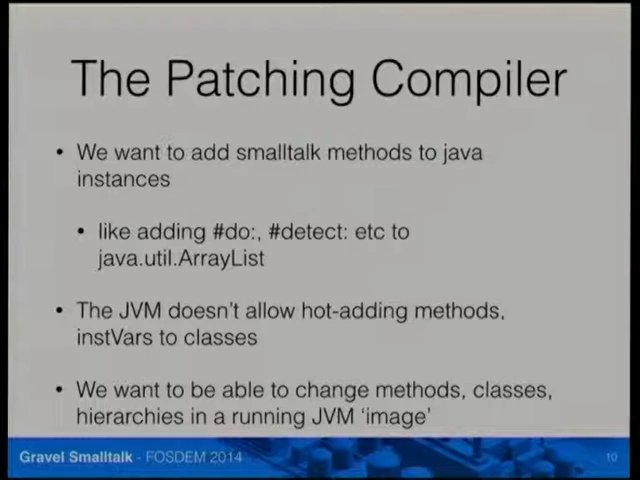 The Patching Compiler
• We want to add smalltalk methods to java
instances
• like adding #do:, #detect: etc to
java.util.ArrayList
• The JVM doesn't allow hot-adding methods,
instVars to classes
• We want to be able to change methods, classes,
hierarchies in a running JVM 'image'
Gravel Smalltalk - FOSDEM 2014
10